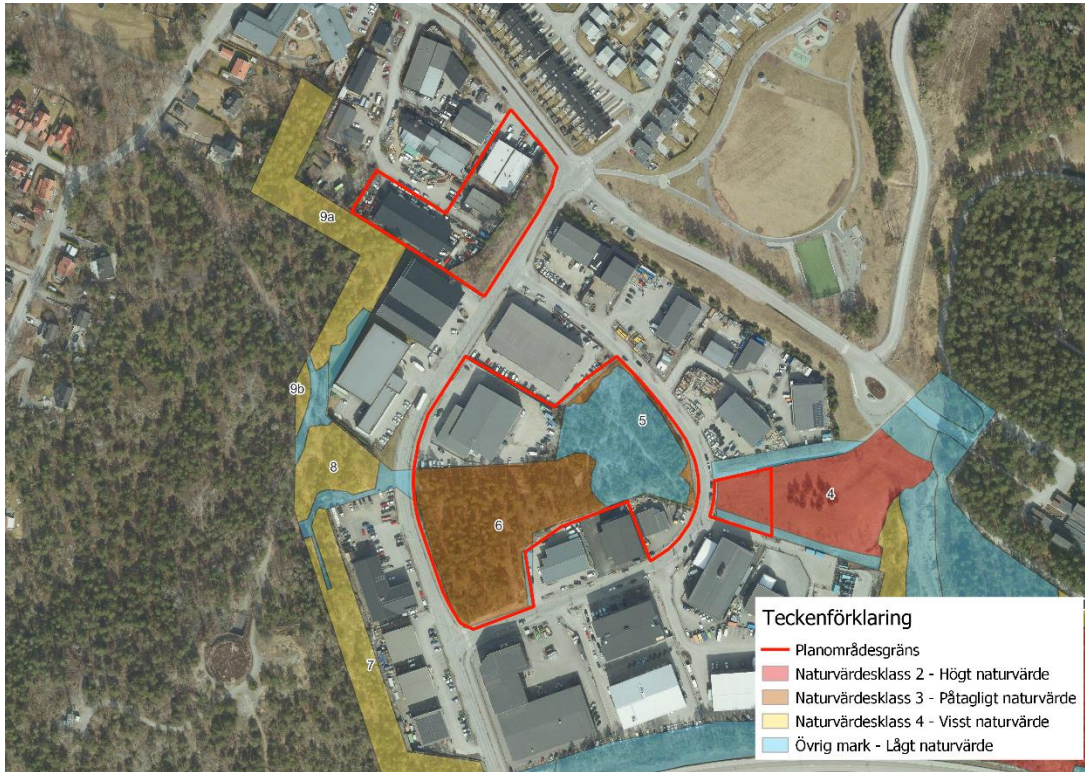 9a
9b
5
8
4
6
7
Teckenförklaring
Planområdesgräns
Naturvärdesklass 2 - Högt naturvärde
Naturvärdesklass 3 - Påtagligt naturvärde
Naturvärdesklass 4 - Visst naturvärde
Övrig mark - Lågt naturvärde